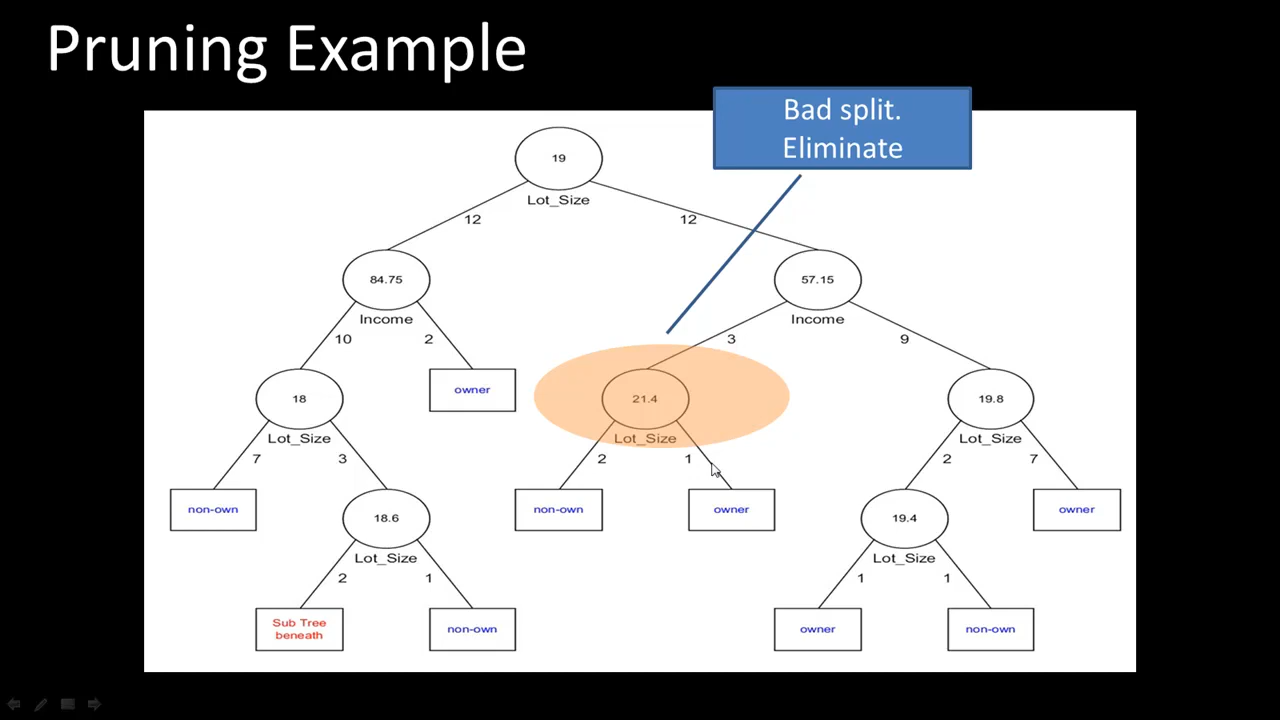 Pruning Example
Bad split.
Eliminate
19
Lot_Size
12
12
84.75
57.15
Income
Income
10
2
3
9
18
owner
21.4
19.8
Lot_Size
Lot_Size
Lot_Size
7
3
2
1
2
7
non-own
18.6
non-own
owner
19.4
owner
Lot_Size
Lot_Size
2
1
1
1
Sub Tree
beneath
non-own
owner
non-own